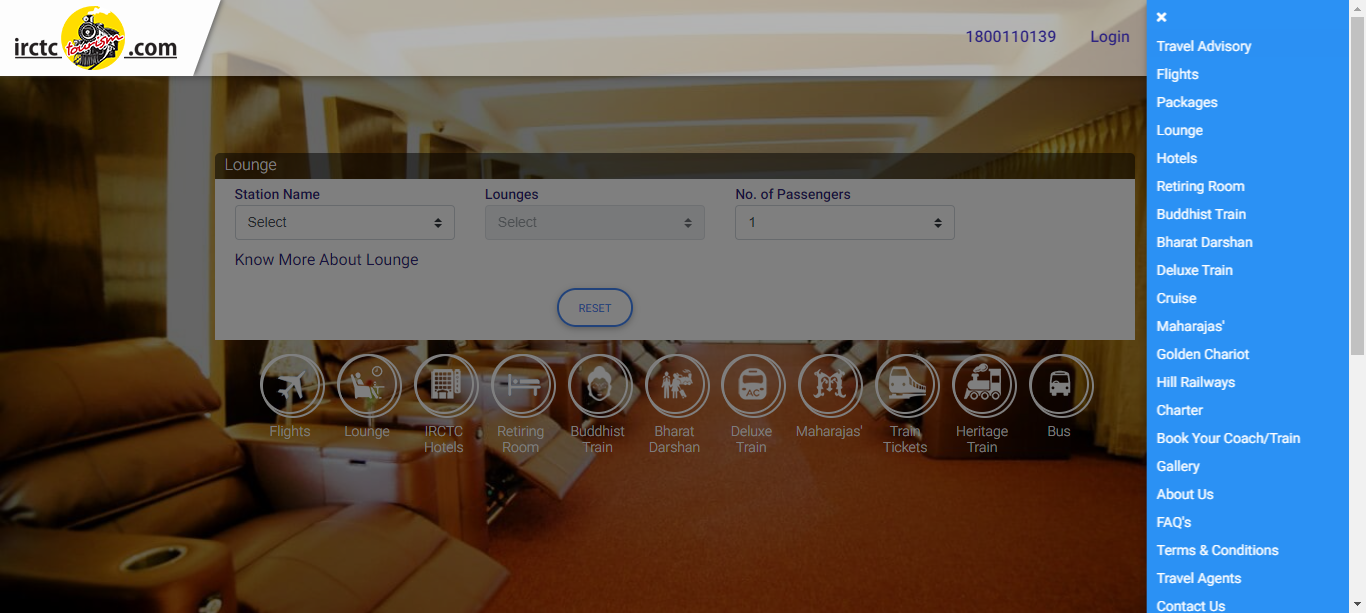 irctc tourism .com
1800110139 Login
Lounge
Station Name Lounges No. of Passengers
Select Select 1
Know More About Lounge
RESET
AC
Flights Lounge IRCTC Hotels Retiring Room Buddhist Train Bharat Darshan Deluxe Train Maharajas' Train Tickets Heritage Train Bus
×
Travel Advisory
Flights
Packages
Lounge
Hotels
Retiring Room
Buddhist Train
Bharat Darshan
Deluxe Train
Cruise
Maharajas'
Golden Chariot
Hill Railways
Charter
Book Your Coach/Train
Gallery
About Us
FAQ's
Terms & Conditions
Travel Agents
Contact Us